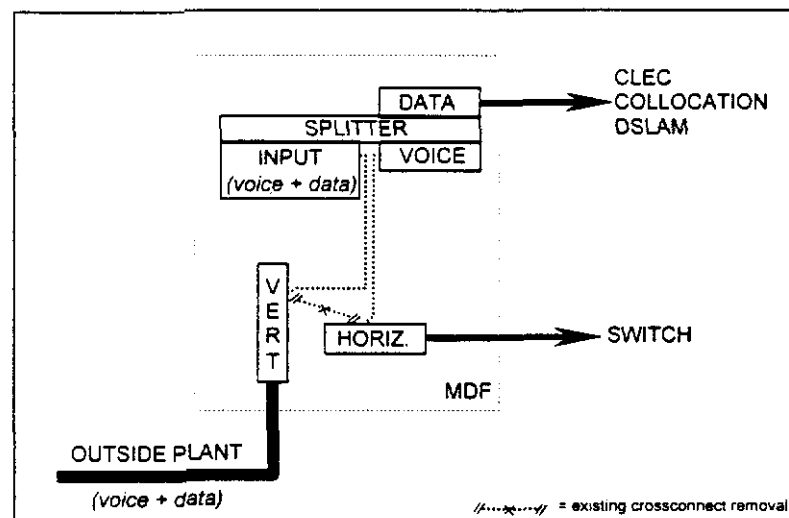 DATA
CLEC
COLLOCATION
DSLAM
SPLITTER
INPUT
(voice + data)
VOICE
VERT
HORIZ.
SWITCH
MDF
OUTSIDE PLANT
(voice + data)
= existing crossconnect removal